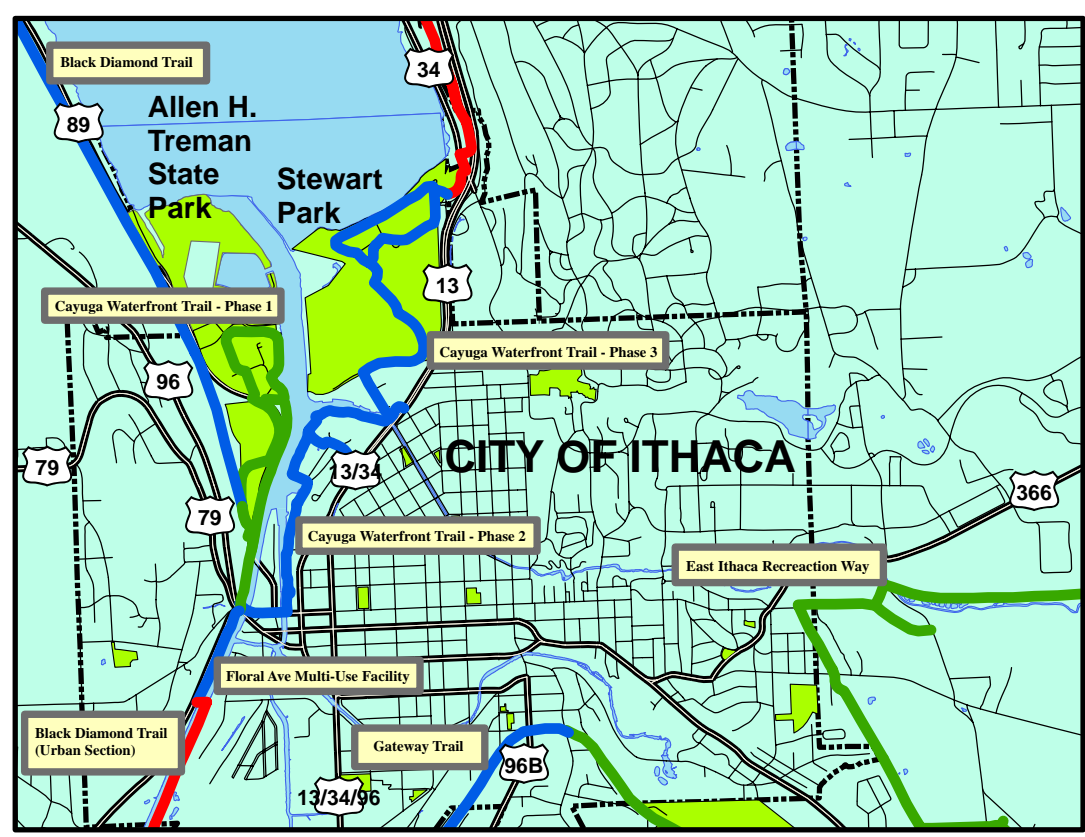 Black Diamond Trail
34
89
Allen H.
Treman
State
Park
Stewart
Park
13
Cayuga Waterfront Trail - Phase 1
Cayuga Waterfront Trail - Phase 3
96
79
13/34
CITY OF ITHACA
366
79
Cayuga Waterfront Trail - Phase 2
East Ithaca Recreaction Way
Floral Ave Multi-Use Facility
Black Diamond Trail
(Urban Section)
Gateway Trail
96B
13/34/96